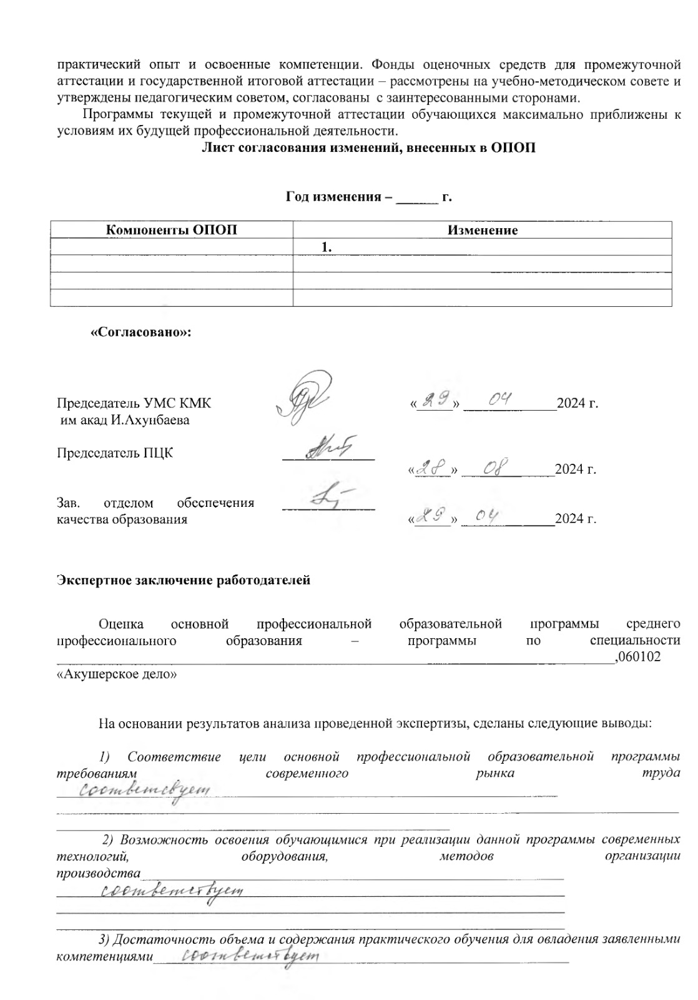 практический опыт и освоенные компетенции. Фонды оценочных средств для промежуточной
аттестации и государственной итоговой аттестации – рассмотрены на учебно-методическом совете и
утверждены педагогическим советом, согласованы с заинтересованными сторонами.
Программы текущей и промежуточной аттестации обучающихся максимально приближены к
условиям их будущей профессиональной деятельности.
Лист согласования изменений, внесенных в ОПОП
Год изменения – ______ г.
Компоненты ОПОП Изменение
1.
«Согласовано»:
Председатель УМС КМК «29» 04 2024 г.
им акад И.Ахунбаева
Председатель ПЦК
«28» 08 2024 г.
Зав. отделом обеспечения
качества образования «29» 04 2024 г.
Экспертное заключение работодателей
Оценка основной профессиональной образовательной программы среднего
профессионального образования – программы по специальности
,060102
«Акушерское дело»
На основании результатов анализа проведенной экспертизы, сделаны следующие выводы:
1) Соответствие цели основной профессиональной образовательной программы
требованиям современного рынка труда
соответсвует
2) Возможность освоения обучающимися при реализации данной программы современных
технологий, оборудования, методов организации
производства
соответствует
3) Достаточность объема и содержания практического обучения для овладения заявленными
компетенциями соответствует